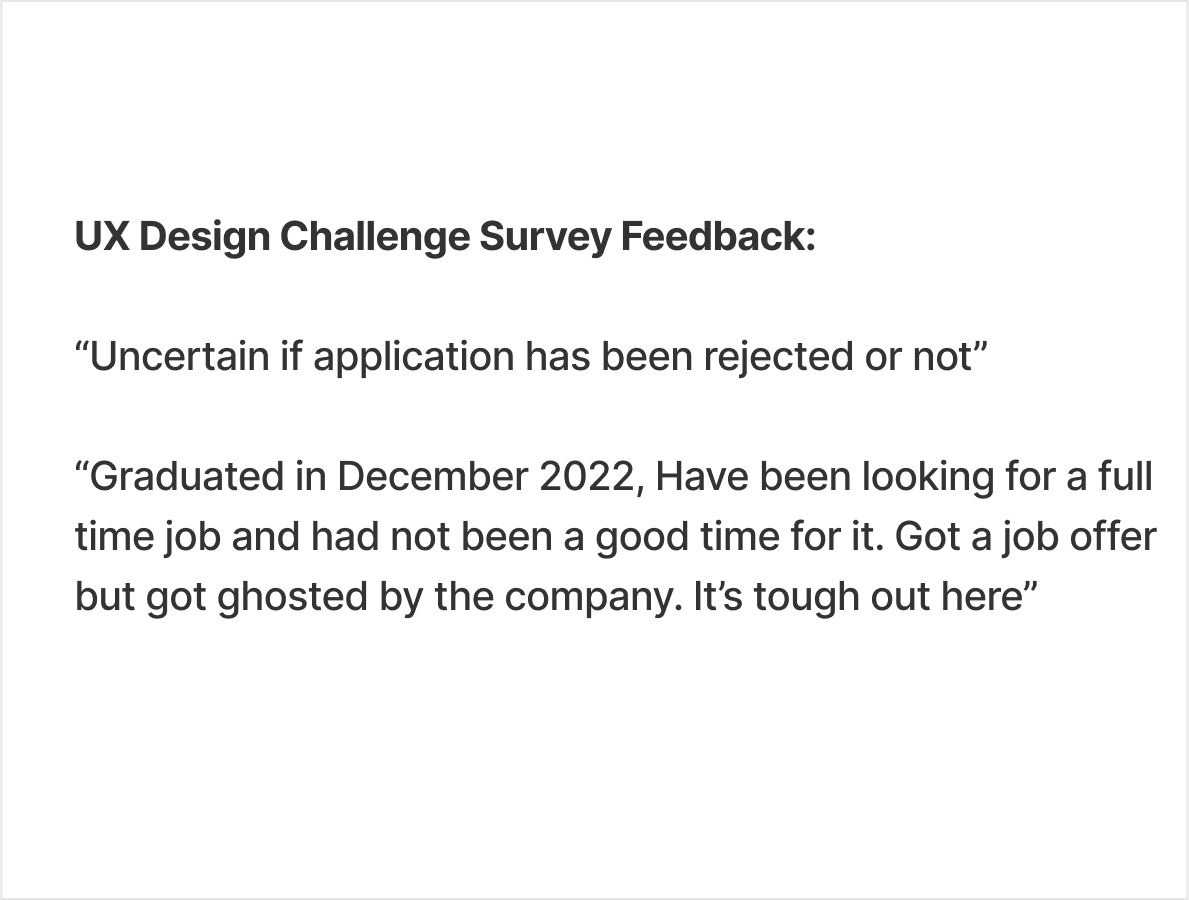 UX Design Challenge Survey Feedback:
“Uncertain if application has been rejected or not”
“Graduated in December 2022, Have been looking for a full
time job and had not been a good time for it. Got a job offer
but got ghosted by the company. It’s tough out here”